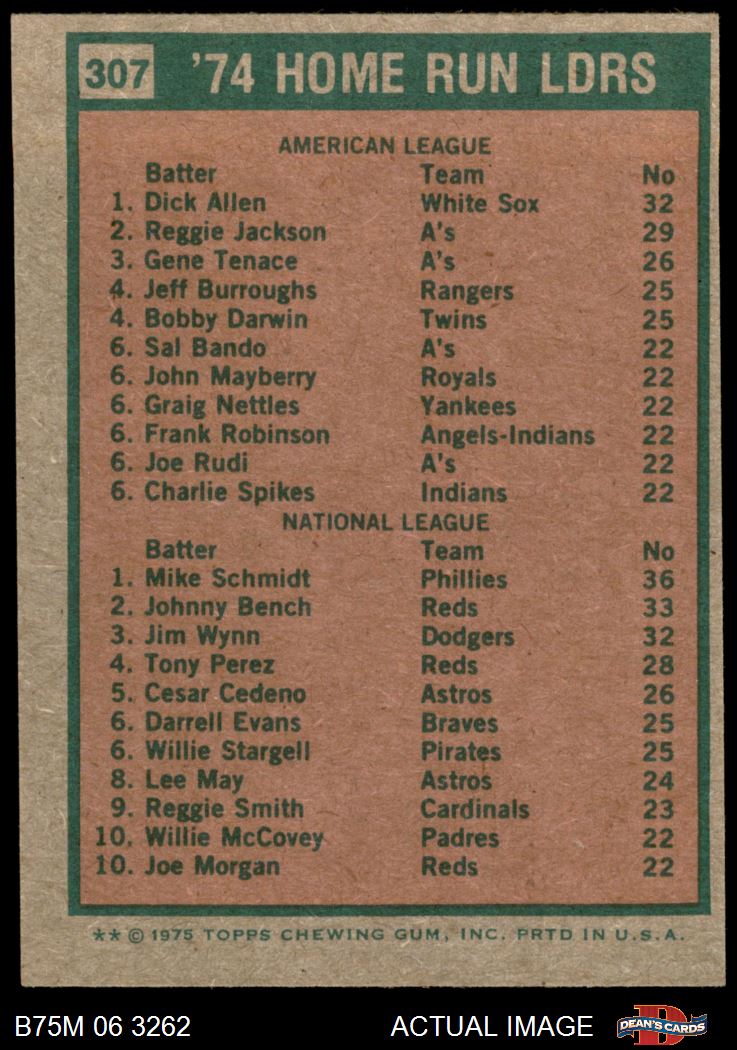 307 '74 HOME RUN LDRS
AMERICAN LEAGUE
Batter Team No
1. Dick Allen White Sox 32
2. Reggie Jackson A's 29
3. Gene Tenace A's 26
4. Jeff Burroughs Rangers 25
4. Bobby Darwin Twins 25
6. Sal Bando A's 22
6. John Mayberry Royals 22
6. Graig Nettles Yankees 22
6. Frank Robinson Angels-Indians 22
6. Joe Rudi A's 22
6. Charlie Spikes Indians 22
NATIONAL LEAGUE
Batter Team No
1. Mike Schmidt Phillies 36
2. Johnny Bench Reds 33
3. Jim Wynn Dodgers 32
4. Tony Perez Reds 28
5. Cesar Cedeno Astros 26
6. Darrell Evans Braves 25
6. Willie Stargell Pirates 25
8. Lee May Astros 24
9. Reggie Smith Cardinals 23
10. Willie McCovey Padres 22
10. Joe Morgan Reds 22
** © 1975 TOPPS CHEWING GUM, INC. PRTD IN U.S.A.
B75M 06 3262 ACTUAL IMAGE D DEAN'S CARDS